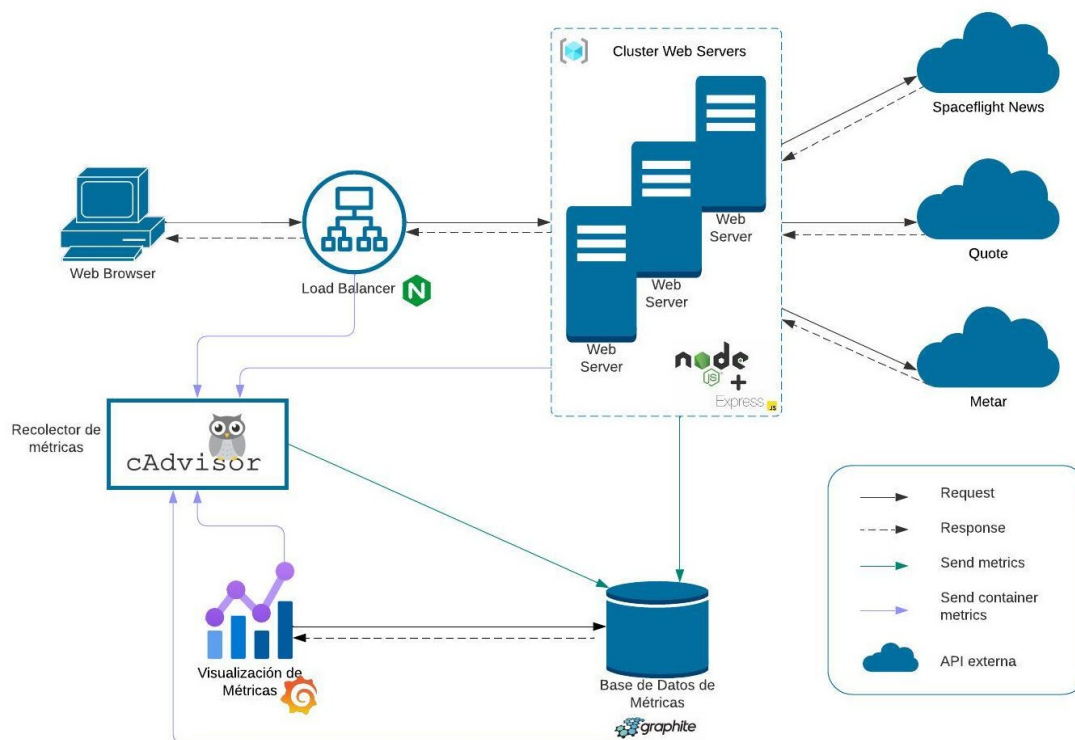 Cluster Web Servers
Spaceflight News
Web
Server
Quote
Web Browser
Load Balancer
Web
Server
Web
Server
node
JS
+
Express
JS
Metar
Recolector de
métricas
cAdvisor
Request
Response
Send metrics
Send container
metrics
API externa
Visualización de
Métricas
Base de Datos de
Métricas
graphite